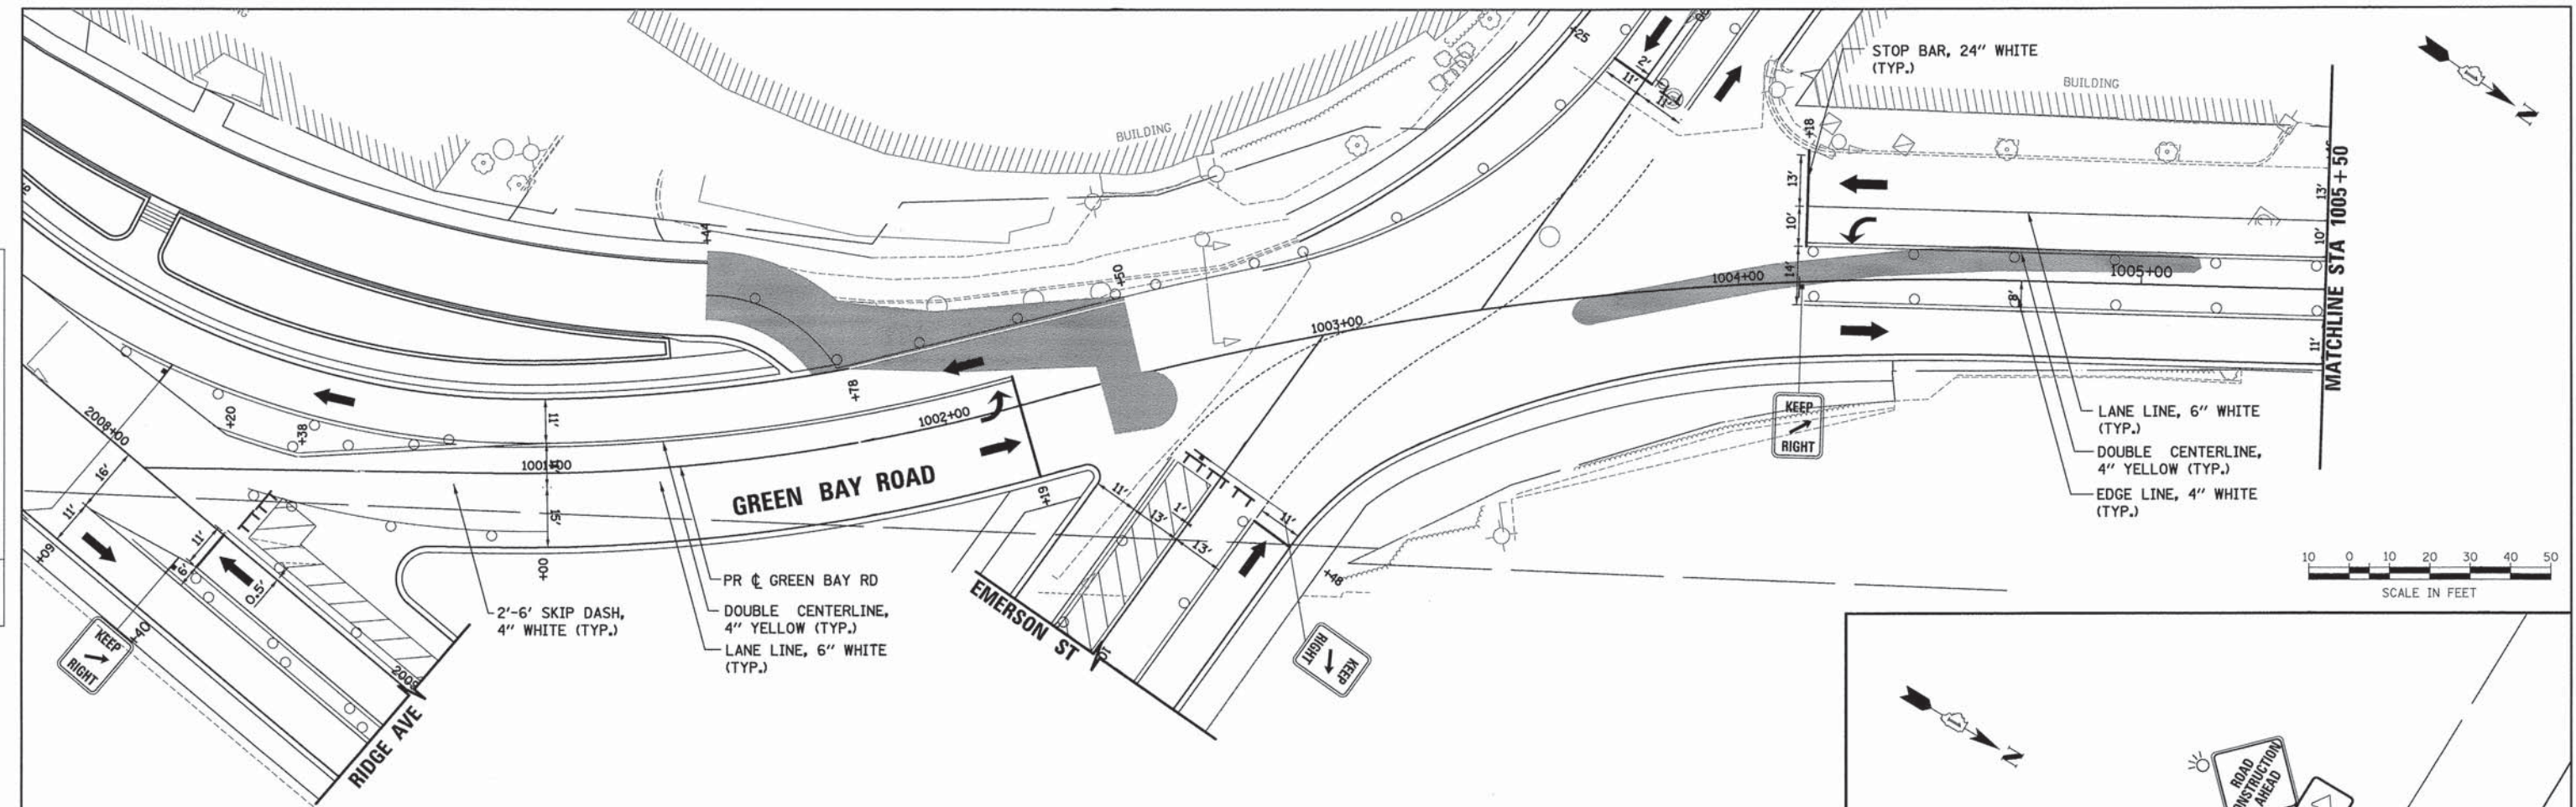 STOP BAR, 24" WHITE
(TYP.)
BUILDING
BUILDING
N
MATCHLINE STA 1005+50
+25
2'
11'
11'
+18
13'
10'
14'
13'
10'
11'
8'
+44
+50
1003+00
1004+00
1005+00
KEEP
RIGHT
LANE LINE, 6" WHITE
(TYP.)
DOUBLE CENTERLINE,
4" YELLOW (TYP.)
EDGE LINE, 4" WHITE
(TYP.)
10 0 10 20 30 40 50
SCALE IN FEET
+78
1002+00
11'
1001+00
15'
+00
+20
+38
2008+00
16'
11'
11'
6'
0.5'
+09
+40
KEEP
RIGHT
2009
RIDGE AVE
GREEN BAY ROAD
+19
2'-6' SKIP DASH,
4" WHITE (TYP.)
PR ℄ GREEN BAY RD
DOUBLE CENTERLINE,
4" YELLOW (TYP.)
LANE LINE, 6" WHITE
(TYP.)
11'
13'
1'
13'
11'
+48
EMERSON ST
KEEP
RIGHT
N
ROAD
CONSTRUCTION
AHEAD